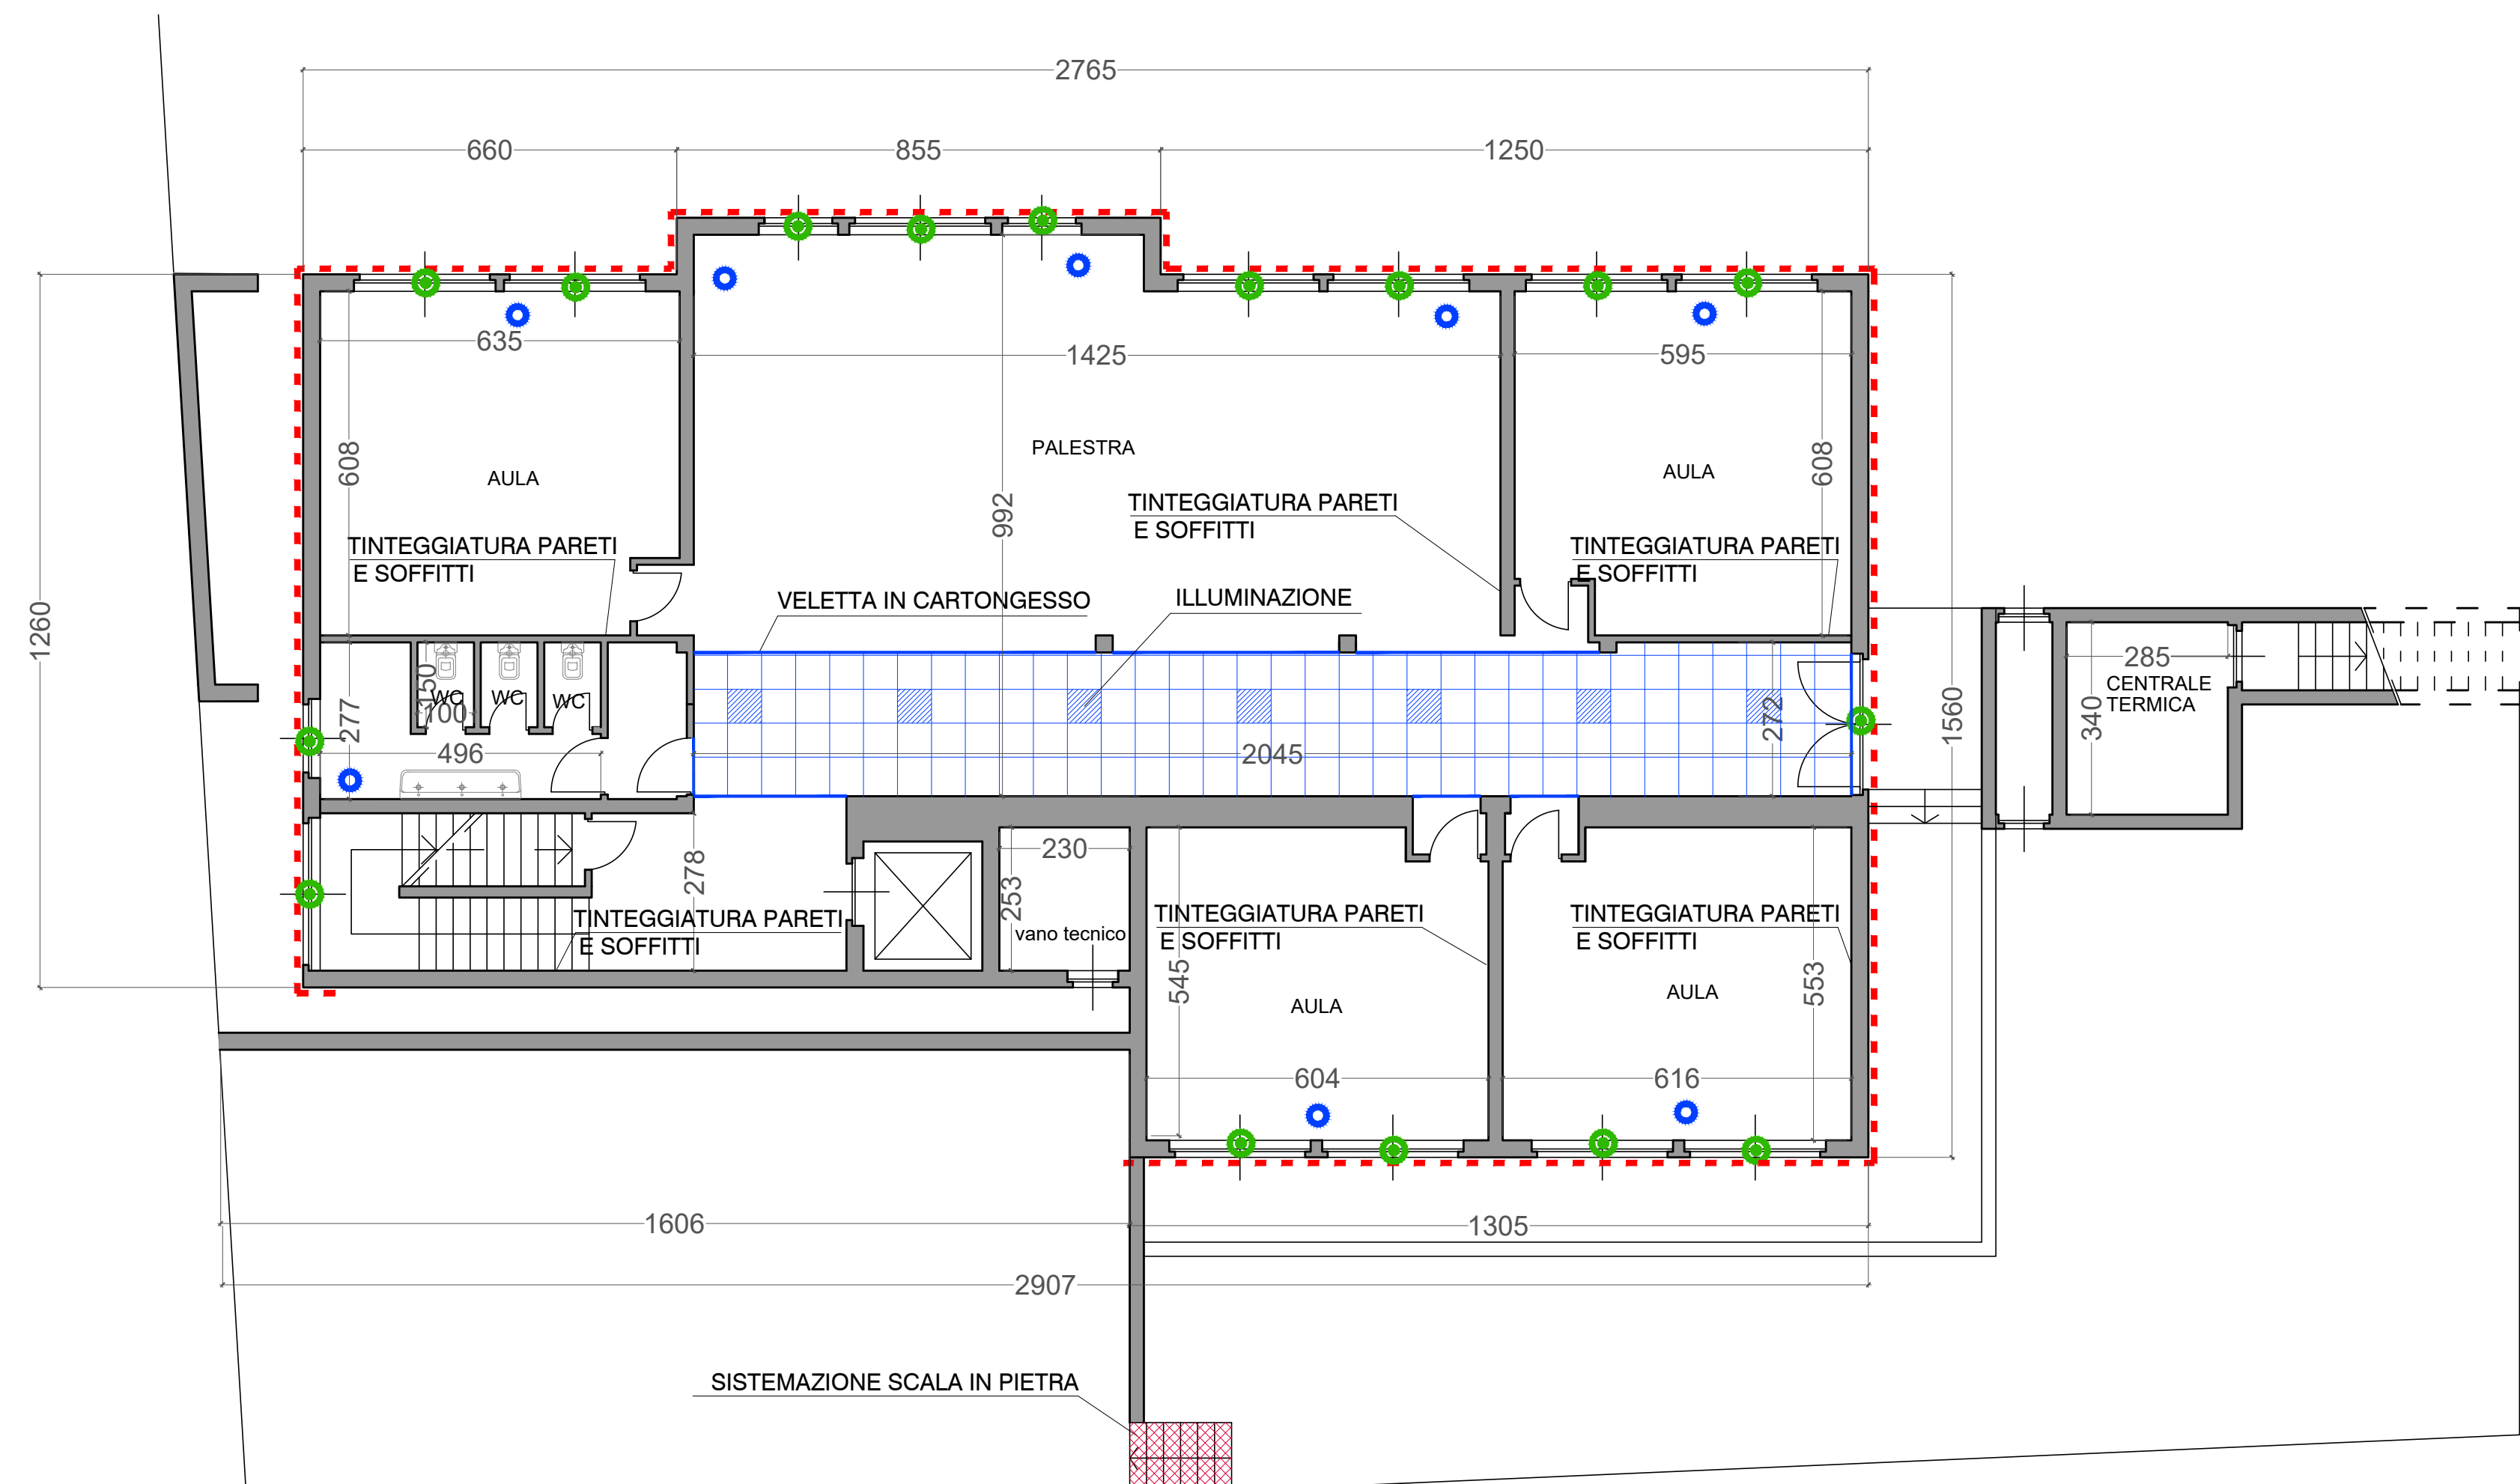 2765
660
855
1250
635
1425
595
608
608
AULA
PALESTRA
AULA
992
TINTEGGIATURA PARETI
E SOFFITTI
TINTEGGIATURA PARETI
E SOFFITTI
TINTEGGIATURA PARETI
E SOFFITTI
VELETTA IN CARTONGESSO
ILLUMINAZIONE
1260
150
WC
WC
WC
100
277
496
2045
272
1560
285
CENTRALE
TERMICA
340
278
230
253
vano tecnico
TINTEGGIATURA PARETI
E SOFFITTI
TINTEGGIATURA PARETI
E SOFFITTI
TINTEGGIATURA PARETI
E SOFFITTI
545
553
AULA
AULA
604
616
1606
1305
2907
SISTEMAZIONE SCALA IN PIETRA